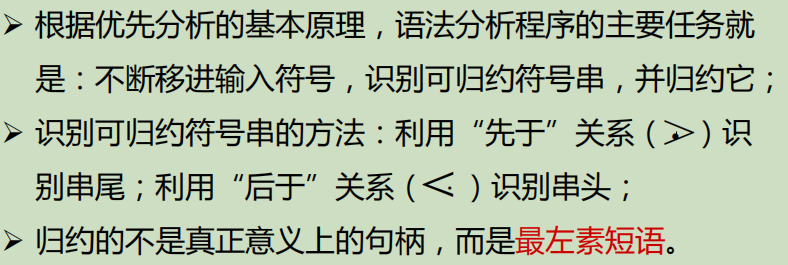 ➢ 根据优先分析的基本原理，语法分析程序的主要任务就
是：不断移进输入符号，识别可归约符号串，并归约它；
➢ 识别可归约符号串的方法：利用“先于”关系（⋗）识
别串尾；利用“后于”关系（⋖）识别串头；
➢ 归约的不是真正意义上的句柄，而是最左素短语。